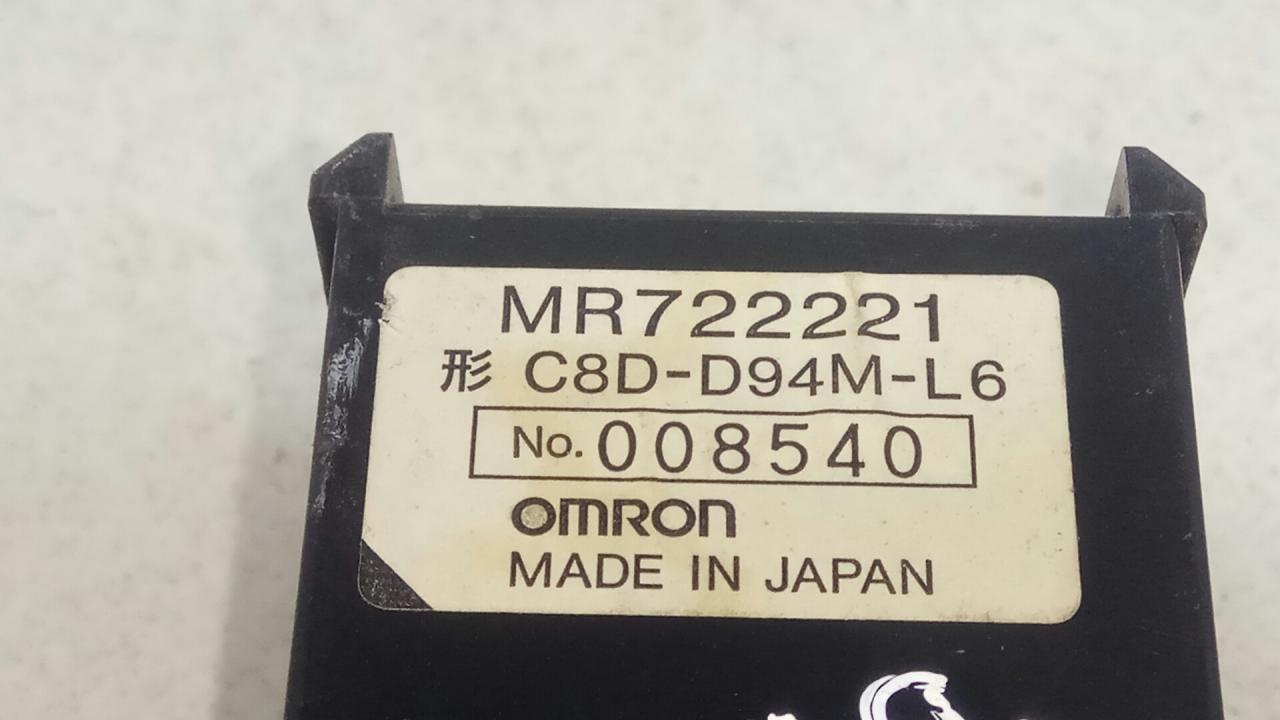 MR722221
形 C8D-D94M-L6
No. 008540
omron
MADE IN JAPAN